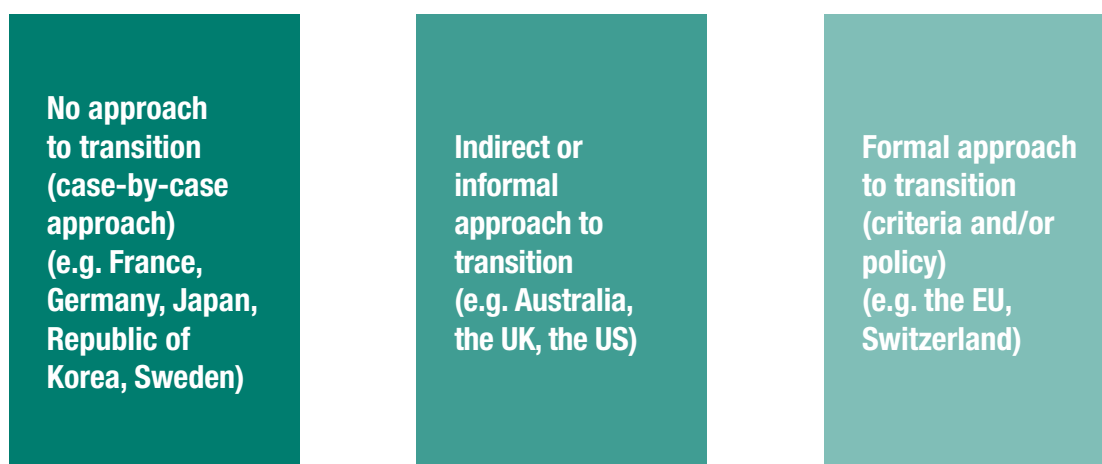 No approach
to transition
(case-by-case
approach)
(e.g. France,
Germany, Japan,
Republic of
Korea, Sweden)
Indirect or
informal
approach to
transition
(e.g. Australia,
the UK, the US)
Formal approach
to transition
(criteria and/or
policy)
(e.g. the EU,
Switzerland)